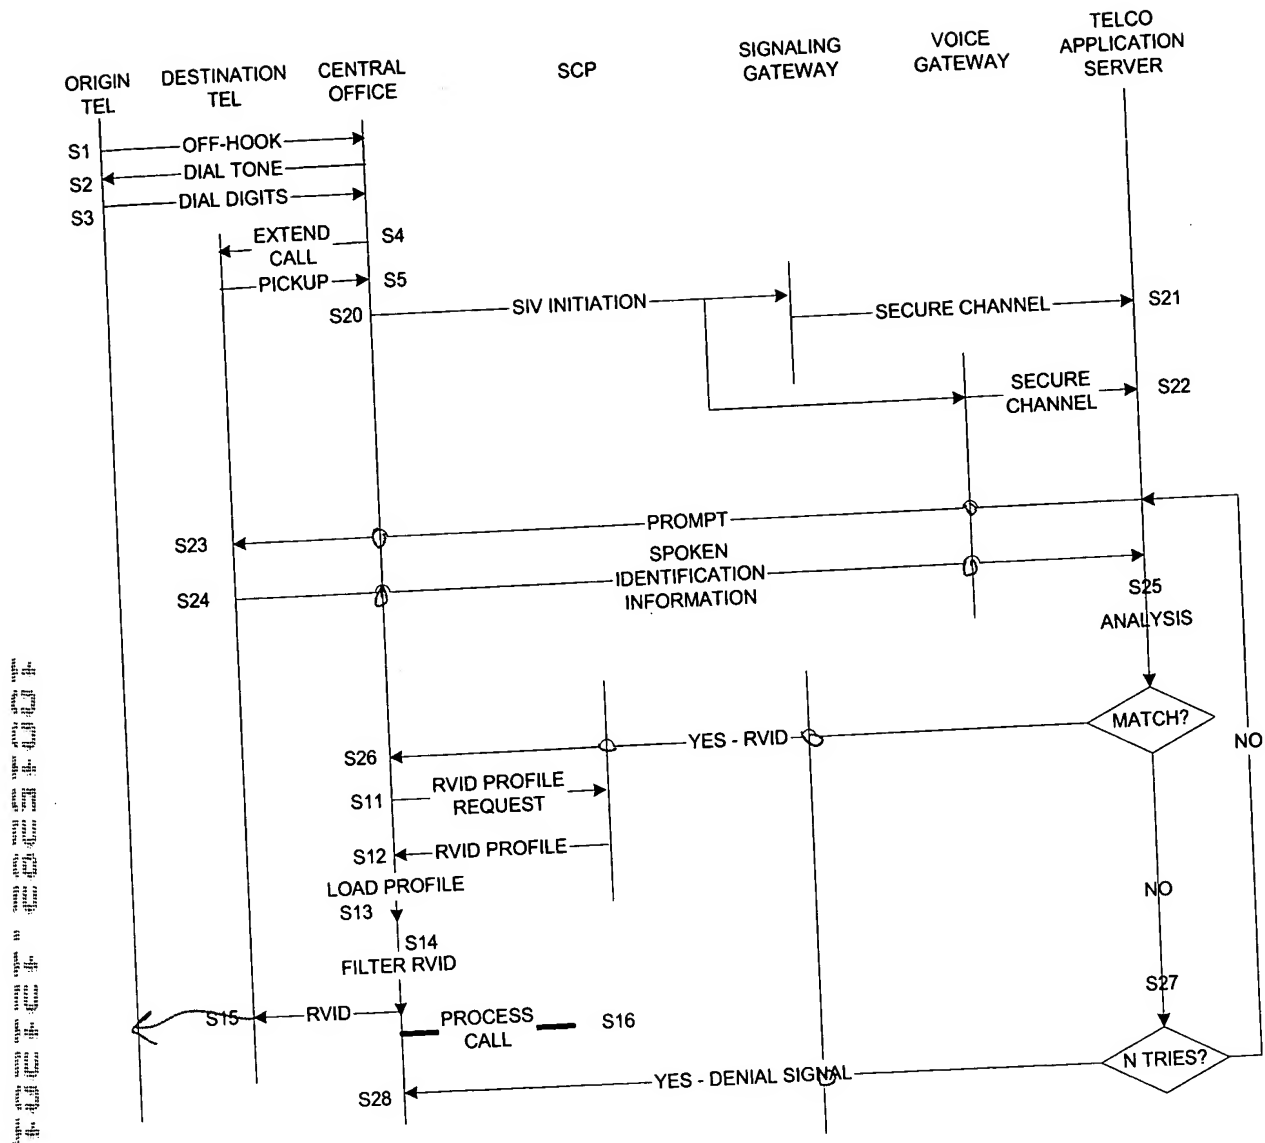 ORIGIN
TEL
DESTINATION
TEL
CENTRAL
OFFICE
SCP
SIGNALING
GATEWAY
VOICE
GATEWAY
TELCO
APPLICATION
SERVER
S1
OFF-HOOK
S2
DIAL TONE
S3
DIAL DIGITS
EXTEND
CALL
S4
PICKUP
S5
S20
SIV INITIATION
SECURE CHANNEL
S21
SECURE
CHANNEL
S22
S23
PROMPT
S24
SPOKEN
IDENTIFICATION
INFORMATION
S25
ANALYSIS
MATCH?
NO
S26
YES - RVID
S11
RVID PROFILE
REQUEST
S12
RVID PROFILE
LOAD PROFILE
S13
S14
FILTER RVID
NO
S27
S15
RVID
PROCESS
CALL
S16
N TRIES?
S28
YES - DENIAL SIGNAL